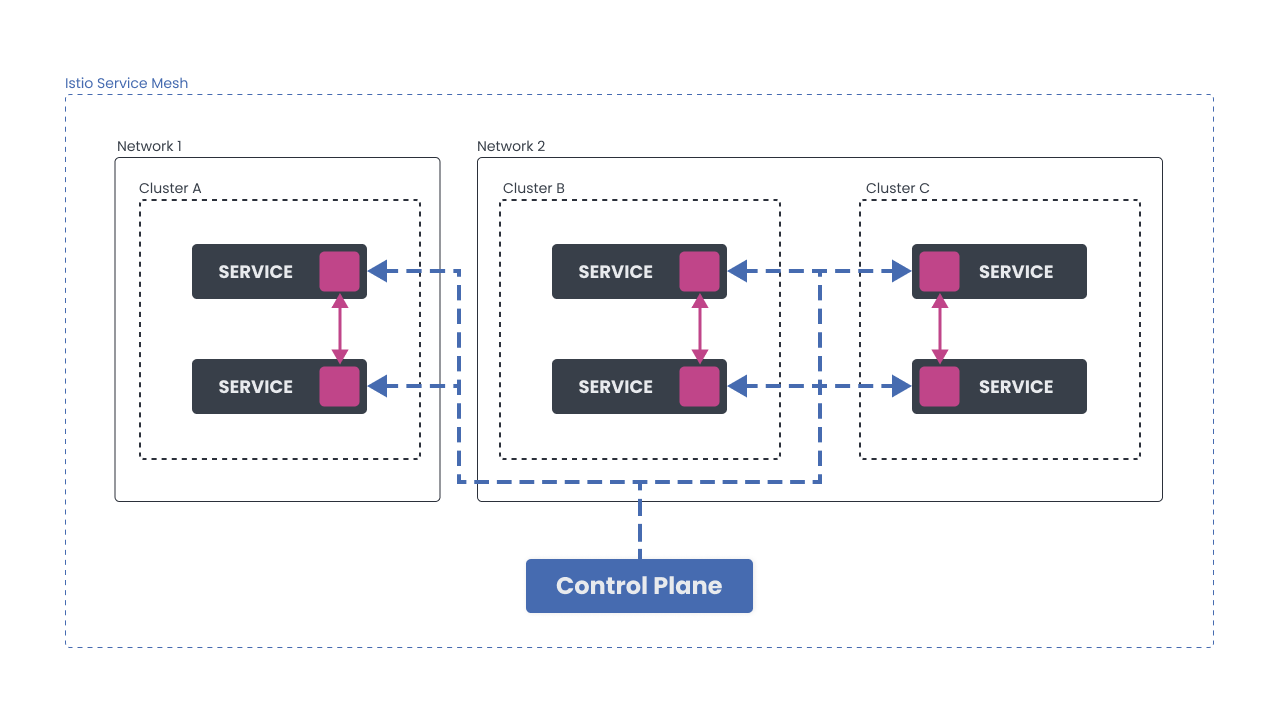 Istio Service Mesh
Network 1
Network 2
Cluster A
Cluster B
Cluster C
SERVICE
SERVICE
SERVICE
SERVICE
SERVICE
SERVICE
Control Plane